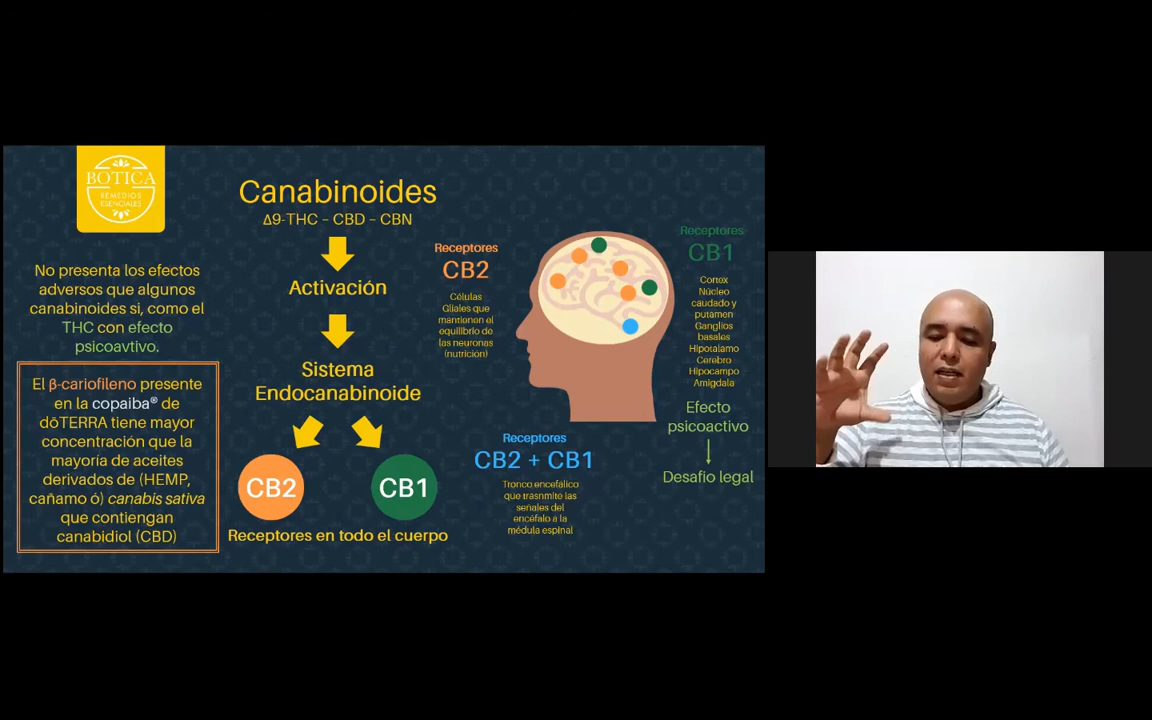 BOTICA
REMEDIOS
ESENCIALES
Canabinoides
Δ9-THC – CBD – CBN
Activación
Sistema
Endocanabinoide
CB2
CB1
Receptores en todo el cuerpo
No presenta los efectos
adversos que algunos
canabinoides si, como el
THC con efecto
psicoavtivo.
El β-cariofileno presente
en la copaiba® de
dōTERRA tiene mayor
concentración que la
mayoría de aceites
derivados de (HEMP,
cañamo ó) canabis sativa
que contiengan
canabidiol (CBD)
Receptores
CB2
Células
Gliales que
mantienen el
equilibrio de
las neuronas
(nutrición)
Receptores
CB1
Cortex
Núcleo
caudado y
putamen
Ganglios
basales
Hipotálamo
Cerebro
Hipocampo
Amigdala
Efecto
psicoactivo
Desafio legal
Receptores
CB2 + CB1
Tronco encefálico
que trasnmite las
señales del
encéfalo a la
médula espinal